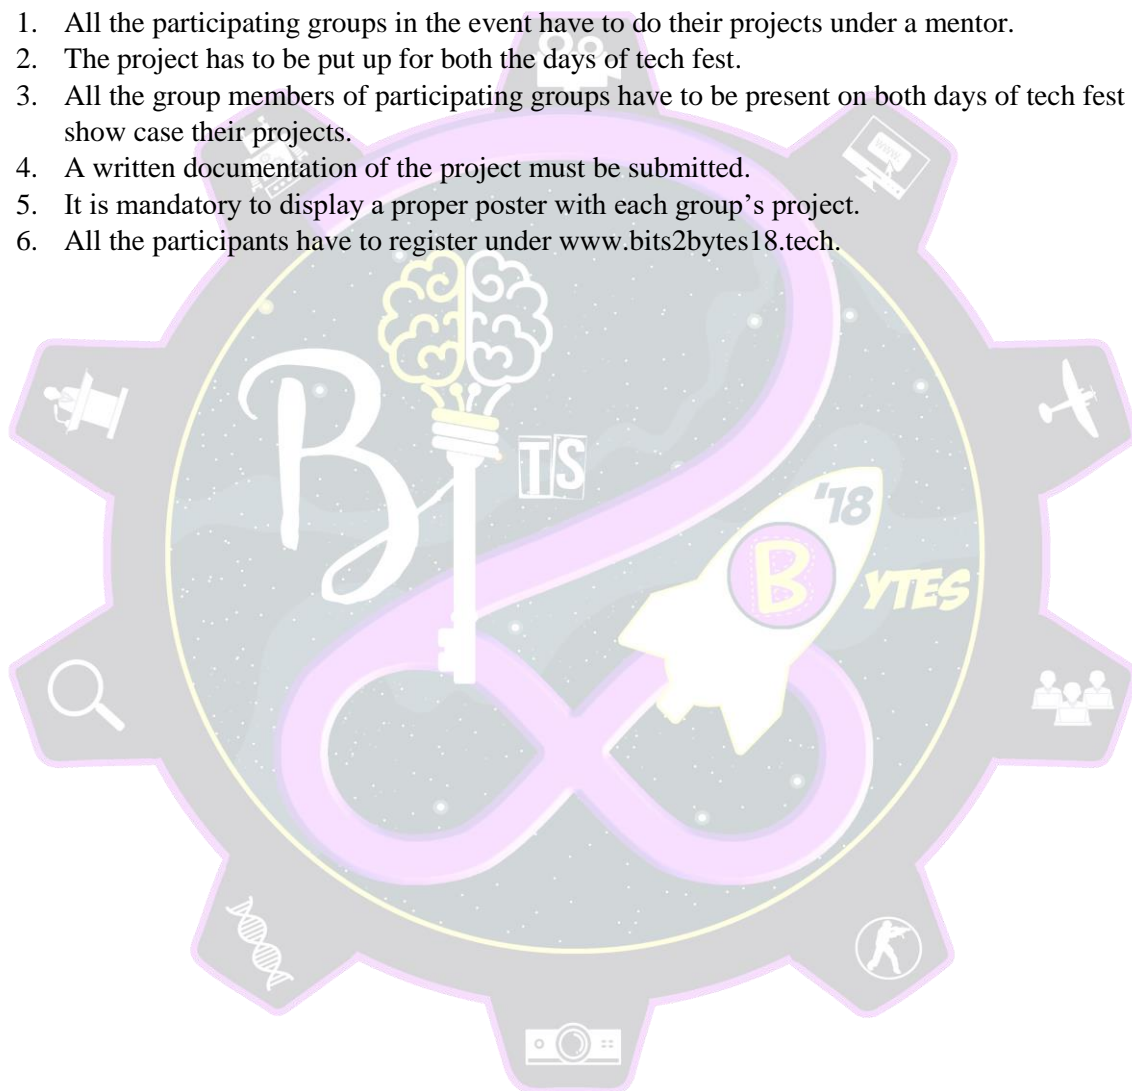 1. All the participating groups in the event have to do their projects under a mentor.
2. The project has to be put up for both the days of tech fest.
3. All the group members of participating groups have to be present on both days of tech fest
show case their projects.
4. A written documentation of the project must be submitted.
5. It is mandatory to display a proper poster with each group’s project.
6. All the participants have to register under www.bits2bytes18.tech.
WWW.
BITS
'18
BYTES